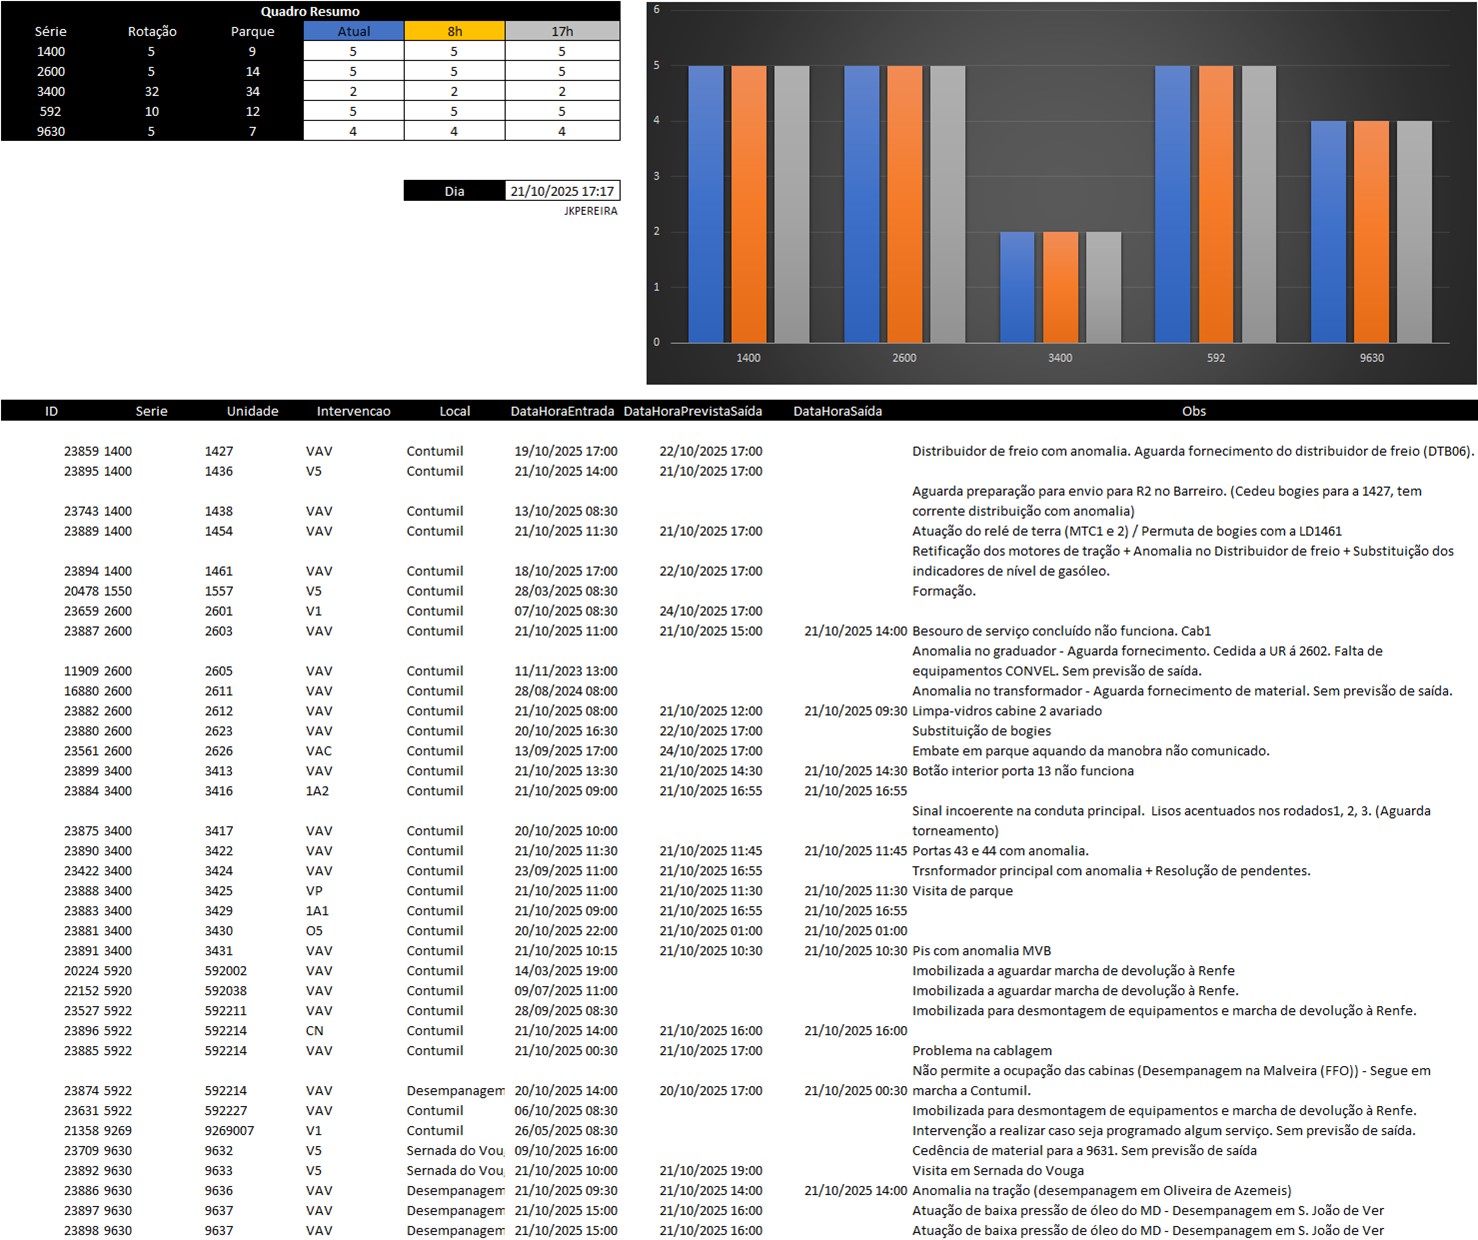 Quadro Resumo
Série Rotação Parque Atual 8h 17h
1400 5 9 5 5 5
2600 5 14 5 5 5
3400 32 34 2 2 2
592 10 12 5 5 5
9630 5 7 4 4 4
Dia 21/10/2025 17:17
JKPEREIRA
6
5
4
3
2
1
0
1400 2600 3400 592 9630
ID Serie Unidade Intervencao Local DataHoraEntrada DataHoraPrevistaSaída DataHoraSaída Obs
23859 1400 1427 VAV Contumil 19/10/2025 17:00 22/10/2025 17:00 Distribuidor de freio com anomalia. Aguarda fornecimento do distribuidor de freio (DTB06).
23895 1400 1436 V5 Contumil 21/10/2025 14:00 21/10/2025 17:00
Aguarda preparação para envio para R2 no Barreiro. (Cedeu bogies para a 1427, tem
23743 1400 1438 VAV Contumil 13/10/2025 08:30 corrente distribuição com anomalia)
23889 1400 1454 VAV Contumil 21/10/2025 11:30 21/10/2025 17:00 Atuação do relé de terra (MTC1 e 2) / Permuta de bogies com a LD1461
Retificação dos motores de tração + Anomalia no Distribuidor de freio + Substituição dos
23894 1400 1461 VAV Contumil 18/10/2025 17:00 22/10/2025 17:00 indicadores de nível de gasóleo.
20478 1550 1557 V5 Contumil 28/03/2025 08:30 Formação.
23659 2600 2601 V1 Contumil 07/10/2025 08:30 24/10/2025 17:00
23887 2600 2603 VAV Contumil 21/10/2025 11:00 21/10/2025 15:00 21/10/2025 14:00 Besouro de serviço concluído não funciona. Cab1
Anomalia no graduador - Aguarda fornecimento. Cedida a UR á 2602. Falta de
11909 2600 2605 VAV Contumil 11/11/2023 13:00 equipamentos CONVEL. Sem previsão de saída.
16880 2600 2611 VAV Contumil 28/08/2024 08:00 Anomalia no transformador - Aguarda fornecimento de material. Sem previsão de saída.
23882 2600 2612 VAV Contumil 21/10/2025 08:00 21/10/2025 12:00 21/10/2025 09:30 Limpa-vidros cabine 2 avariado
23880 2600 2623 VAV Contumil 20/10/2025 16:30 22/10/2025 17:00 Substituição de bogies
23561 2600 2626 VAC Contumil 13/09/2025 17:00 24/10/2025 17:00 Embate em parque aquando da manobra não comunicado.
23899 3400 3413 VAV Contumil 21/10/2025 13:30 21/10/2025 14:30 21/10/2025 14:30 Botão interior porta 13 não funciona
23884 3400 3416 1A2 Contumil 21/10/2025 09:00 21/10/2025 16:55 21/10/2025 16:55
Sinal incoerente na conduta principal. Lisos acentuados nos rodados1, 2, 3. (Aguarda
23875 3400 3417 VAV Contumil 20/10/2025 10:00 torneamento)
23890 3400 3422 VAV Contumil 21/10/2025 11:30 21/10/2025 11:45 21/10/2025 11:45 Portas 43 e 44 com anomalia.
23422 3400 3424 VAV Contumil 23/09/2025 11:00 21/10/2025 16:55 Trsnformador principal com anomalia + Resolução de pendentes.
23888 3400 3425 VP Contumil 21/10/2025 11:00 21/10/2025 11:30 21/10/2025 11:30 Visita de parque
23883 3400 3429 1A1 Contumil 21/10/2025 09:00 21/10/2025 16:55 21/10/2025 16:55
23881 3400 3430 O5 Contumil 20/10/2025 22:00 21/10/2025 01:00 21/10/2025 01:00
23891 3400 3431 VAV Contumil 21/10/2025 10:15 21/10/2025 10:30 21/10/2025 10:30 Pis com anomalia MVB
20224 5920 592002 VAV Contumil 14/03/2025 19:00 Imobilizada a aguardar marcha de devolução à Renfe
22152 5920 592038 VAV Contumil 09/07/2025 11:00 Imobilizada a aguardar marcha de devolução à Renfe.
23527 5922 592211 VAV Contumil 28/09/2025 08:30 Imobilizada para desmontagem de equipamentos e marcha de devolução à Renfe.
23896 5922 592214 CN Contumil 21/10/2025 14:00 21/10/2025 16:00 21/10/2025 16:00
23885 5922 592214 VAV Contumil 21/10/2025 00:30 21/10/2025 17:00 Problema na cablagem
Não permite a ocupação das cabinas (Desempanagem na Malveira (FFO)) - Segue em
23874 5922 592214 VAV Desempanagem 20/10/2025 14:00 20/10/2025 17:00 21/10/2025 00:30 marcha a Contumil.
23631 5922 592227 VAV Contumil 06/10/2025 08:30 Imobilizada para desmontagem de equipamentos e marcha de devolução à Renfe.
21358 9269 9269007 V1 Contumil 26/05/2025 08:30 Intervenção a realizar caso seja programado algum serviço. Sem previsão de saída.
23709 9630 9632 V5 Sernada do Vou 09/10/2025 16:00 Cedência de material para a 9631. Sem previsão de saída
23892 9630 9633 V5 Sernada do Vou 21/10/2025 10:00 21/10/2025 19:00 Visita em Sernada do Vouga
23886 9630 9636 VAV Desempanagem 21/10/2025 09:30 21/10/2025 14:00 21/10/2025 14:00 Anomalia na tração (desempanagem em Oliveira de Azemeis)
23897 9630 9637 VAV Desempanagem 21/10/2025 15:00 21/10/2025 16:00 Atuação de baixa pressão de óleo do MD - Desempanagem em S. João de Ver
23898 9630 9637 VAV Desempanagem 21/10/2025 15:00 21/10/2025 16:00 Atuação de baixa pressão de óleo do MD - Desempanagem em S. João de Ver